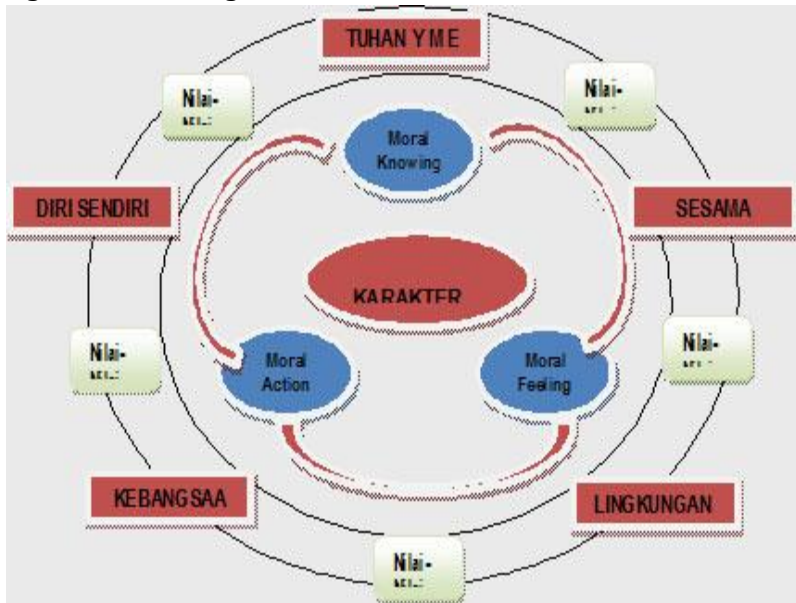 TUHAN Y M E
Nilai-
Nilai-
Moral
Knowing
DIRI SENDIRI
SESAMA
KARAKTER
Nilai-
Nilai-
Moral
Action
Moral
Feeling
KEBANGSAA
LINGKUNGAN
Nilai-